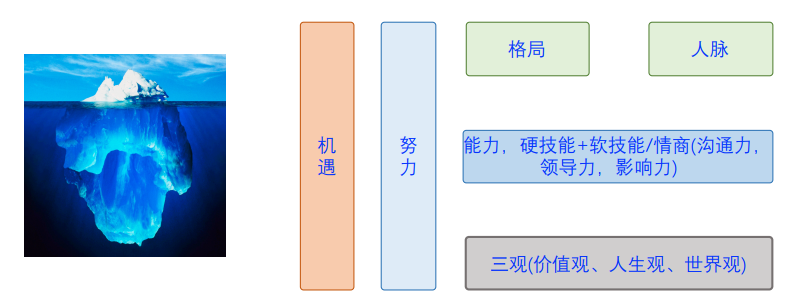 机
遇
努
力
格局
人脉
能力，硬技能+软技能/情商(沟通力，
领导力，影响力)
三观(价值观、人生观、世界观)